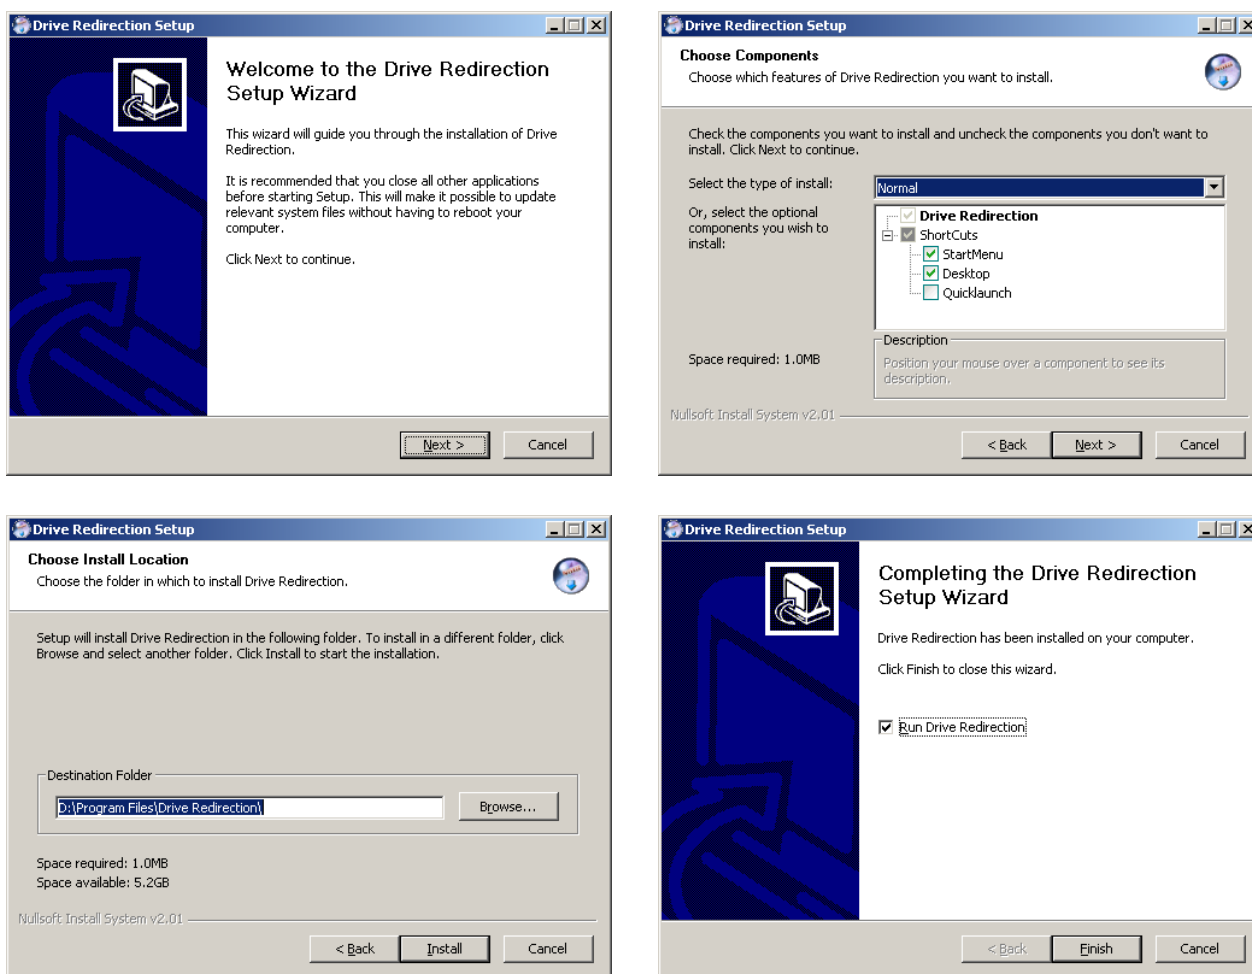 Drive Redirection Setup
Welcome to the Drive Redirection
Setup Wizard
This wizard will guide you through the installation of Drive
Redirection.
It is recommended that you close all other applications
before starting Setup. This will make it possible to update
relevant system files without having to reboot your
computer.
Click Next to continue.
Next >
Cancel
Drive Redirection Setup
Choose Components
Choose which features of Drive Redirection you want to install.
Check the components you want to install and uncheck the components you don't want to
install. Click Next to continue.
Select the type of install:
Normal
Or, select the optional
components you wish to
install:
Drive Redirection
ShortCuts
StartMenu
Desktop
Quicklaunch
Space required: 1.0MB
Description
Position your mouse over a component to see its
description.
Nullsoft Install System v2.01
< Back
Next >
Cancel
Drive Redirection Setup
Choose Install Location
Choose the folder in which to install Drive Redirection.
Setup will install Drive Redirection in the following folder. To install in a different folder, click
Browse and select another folder. Click Install to start the installation.
Destination Folder
D:\Program Files\Drive Redirection\
Browse...
Space required: 1.0MB
Space available: 5.2GB
Nullsoft Install System v2.01
< Back
Install
Cancel
Drive Redirection Setup
Completing the Drive Redirection
Setup Wizard
Drive Redirection has been installed on your computer.
Click Finish to close this wizard.
Run Drive Redirection
< Back
Finish
Cancel